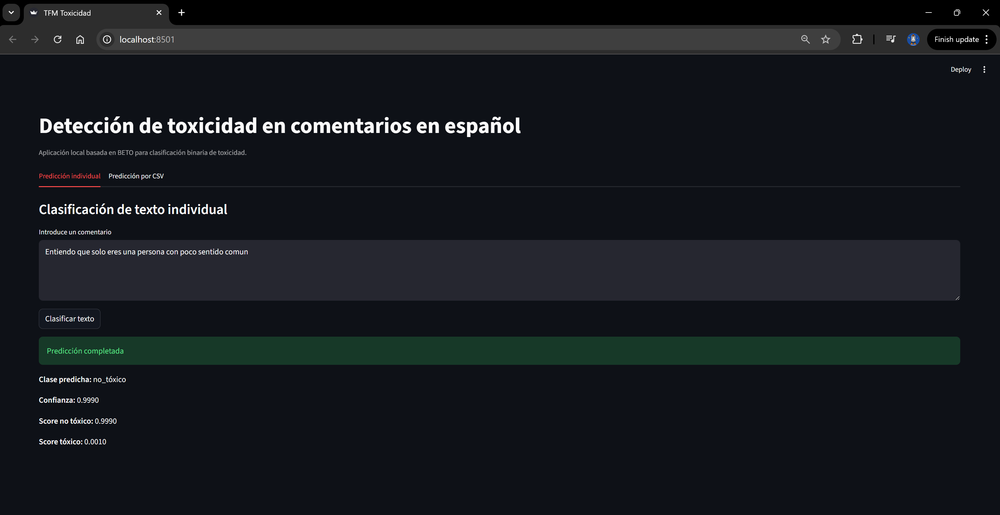 TFM Toxicidad
localhost:8501
Finish update
Deploy
Detección de toxicidad en comentarios en español
Aplicación local basada en BETO para clasificación binaria de toxicidad.
Predicción individual
Predicción por CSV
Clasificación de texto individual
Introduce un comentario
Entiendo que solo eres una persona con poco sentido comun
Clasificar texto
Predicción completada
Clase predicha: no_tóxico
Confianza: 0.9990
Score no tóxico: 0.9990
Score tóxico: 0.0010